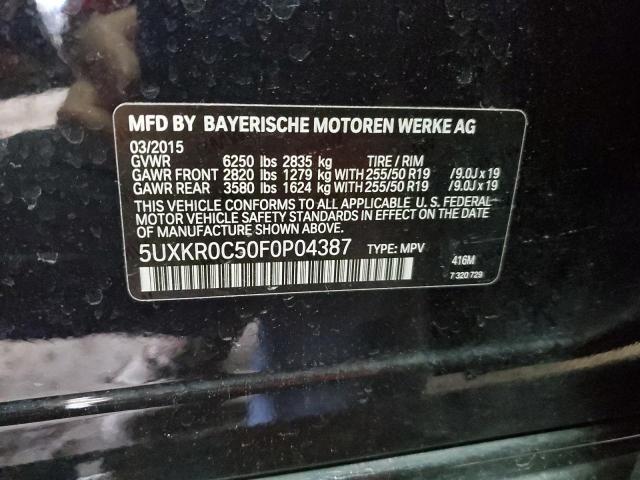 MFD BY BAYERISCHE MOTOREN WERKE AG
03/2015
GVWR 6250 lbs 2835 kg TIRE / RIM
GAWR FRONT 2820 lbs 1279 kg WITH 255/50 R19 / 9.0J x 19
GAWR REAR 3580 lbs 1624 kg WITH 255/50 R19 / 9.0J x 19
THIS VEHICLE CONFORMS TO ALL APPLICABLE U. S. FEDERAL
MOTOR VEHICLE SAFETY STANDARDS IN EFFECT ON THE DATE
OF MANUFACTURE SHOWN ABOVE.
5UXKR0C50F0P04387 TYPE: MPV
416M
7 320 729